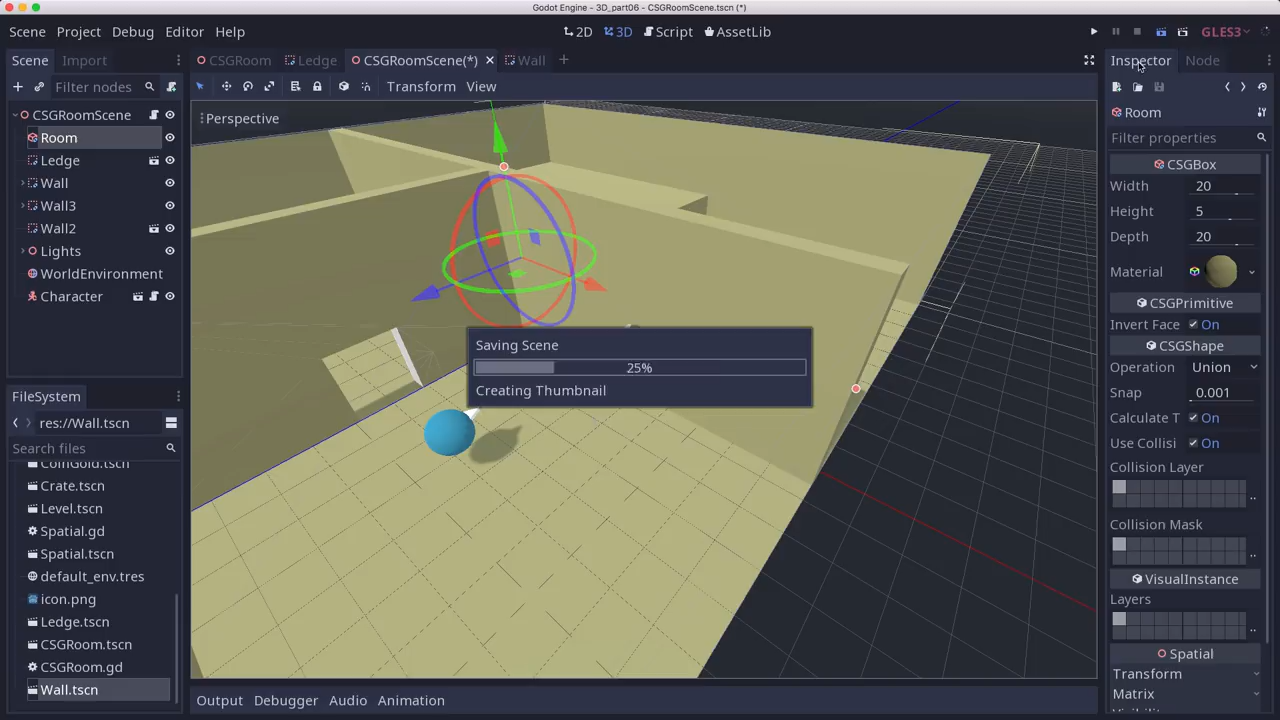 Godot Engine - 3D_part06 - CSGRoomScene.tscn (*)
Scene Project Debug Editor Help
2D 3D Script AssetLib
GLES3
Scene Import
CSGRoom Ledge CSGRoomScene(*) Wall
Inspector Node
Filter nodes
Transform View
CSGRoomScene
Room
Ledge
Wall
Wall3
Wall2
Lights
WorldEnvironment
Character
Perspective
Saving Scene
25%
Creating Thumbnail
FileSystem
res://Wall.tscn
Search files
CoinGold.tscn
Crate.tscn
Level.tscn
Spatial.gd
Spatial.tscn
default_env.tres
icon.png
Ledge.tscn
CSGRoom.tscn
CSGRoom.gd
Wall.tscn
Output Debugger Audio Animation
Room
Filter properties
CSGBox
Width 20
Height 5
Depth 20
Material
CSGPrimitive
Invert Face On
CSGShape
Operation Union
Snap 0.001
Calculate T On
Use Collisi On
Collision Layer
..
Collision Mask
..
VisualInstance
Layers
..
Spatial
Transform
Matrix